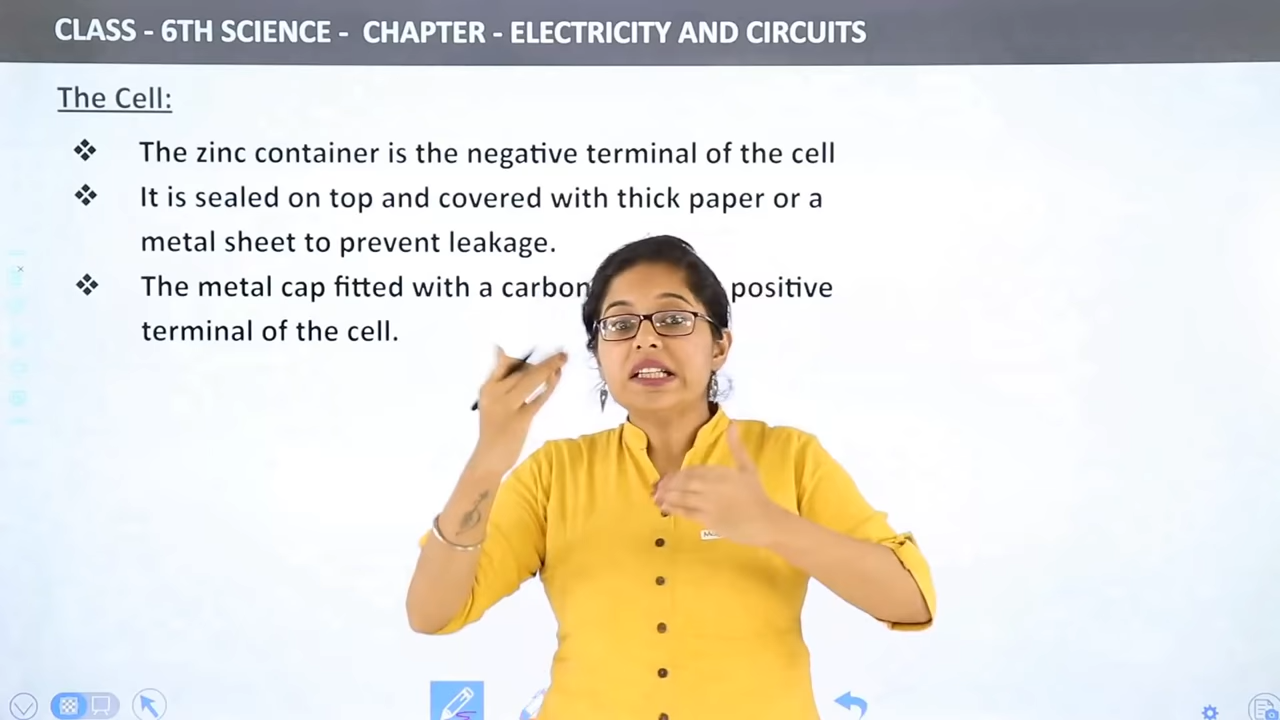 CLASS - 6TH SCIENCE - CHAPTER - ELECTRICITY AND CIRCUITS
The Cell:
❖ The zinc container is the negative terminal of the cell
❖ It is sealed on top and covered with thick paper or a
metal sheet to prevent leakage.
❖ The metal cap fitted with a carbon positive
terminal of the cell.